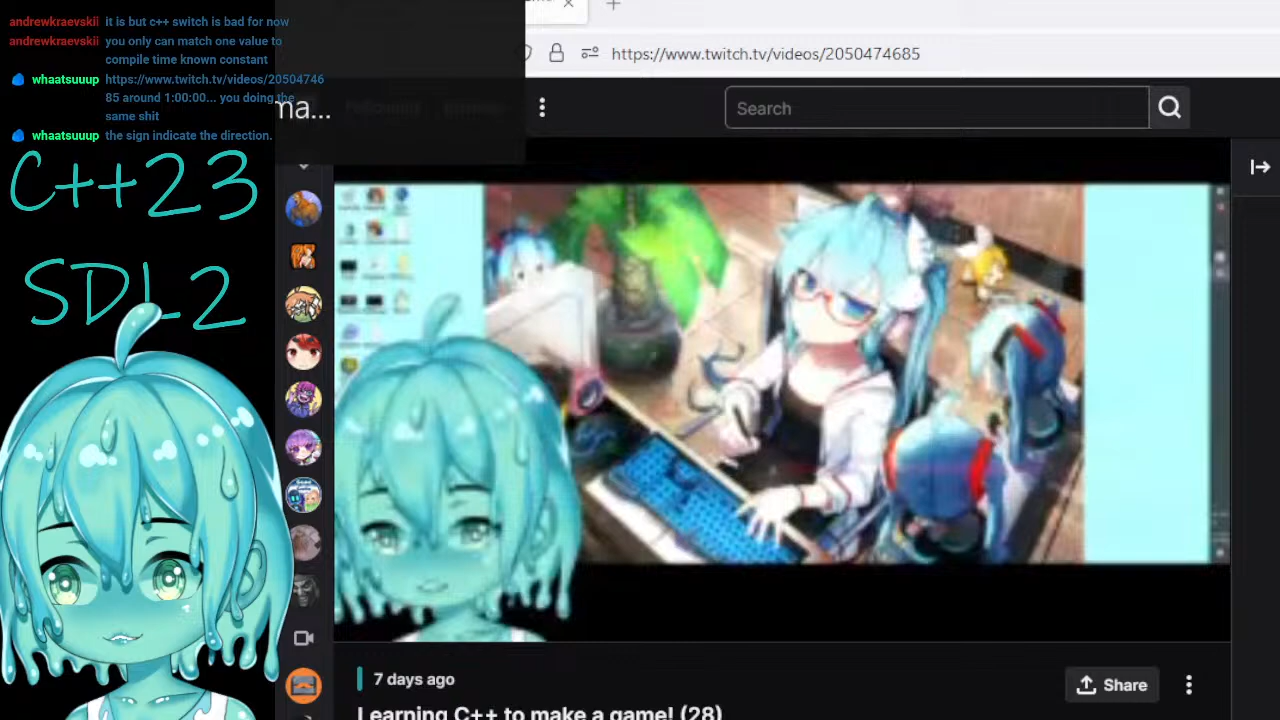 andrewkraevskii it is but c++ switch is bad for now
andrewkraevskii you only can match one value to
compile time known constant
whaatsuuup https://www.twitch.tv/videos/20504746
85 around 1:00:00... you doing the
same shit
whaatsuuup the sign indicate the direction.
C++23
SDL2
https://www.twitch.tv/videos/2050474685
ma...
Search
7 days ago
Share
Learning C++ to make a game! (28)